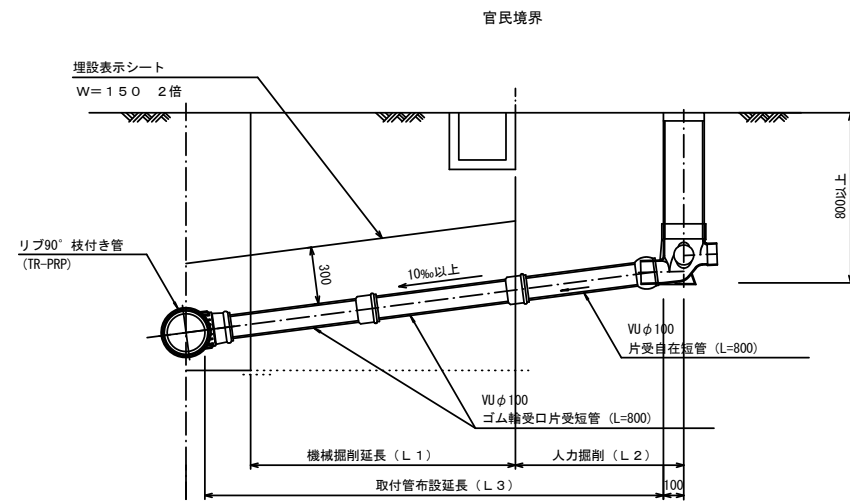 官民境界
埋設表示シート
W=150 2倍
800以上
リブ90°枝付き管
(TR-PRP)
300
10‰以上
VUφ100
片受自在短管(L=800)
VUφ100
ゴム輪受口片受短管(L=800)
機械掘削延長(L1)
人力掘削(L2)
取付管布設延長(L3)
100